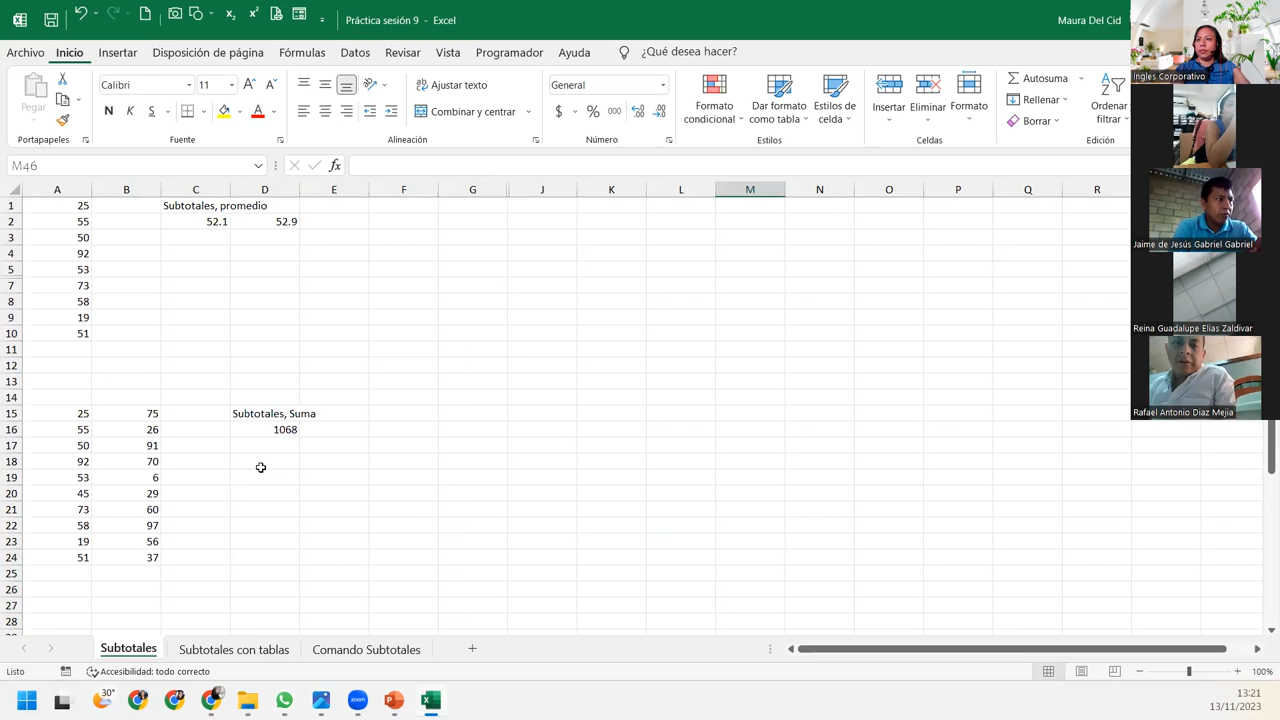 Práctica sesión 9 - Excel
Maura Del Cid
Archivo Inicio Insertar Disposición de página Fórmulas Datos Revisar Vista Programador Ayuda ¿Qué desea hacer?
Pegar
Portapapeles
Calibri 11
N K S
Fuente
Ajustar texto
Combinar y centrar
Alineación
General
$ % 000
Número
Formato condicional
Dar formato como tabla
Estilos de celda
Estilos
Insertar Eliminar Formato
Celdas
Autosuma
Rellenar
Borrar
Ordenar
filtrar
Edición
M46 fx
A B C D E F G H I J K L M N O P Q R
1 25 Subtotales, promedio
2 55 52.1 52.9
3 50
4 92
5 53
6 73
7 58
8
9 19
10 51
11
12
13
14
15 25 75 Subtotales, Suma
16 55 26 1068
17 50 91
18 92 70
19 53 6
20 45 29
21 73 60
22 58 97
23 19 56
24 51 37
25
26
27
28
Subtotales Subtotales con tablas Comando Subtotales
Listo Accesibilidad: todo correcto 100%
30°
zoom
13:21
13/11/2023
Ingles Corporativo
Jaime de Jesús Gabriel Gabriel
Reina Guadalupe Elias Zaldivar
Rafael Antonio Diaz Mejia